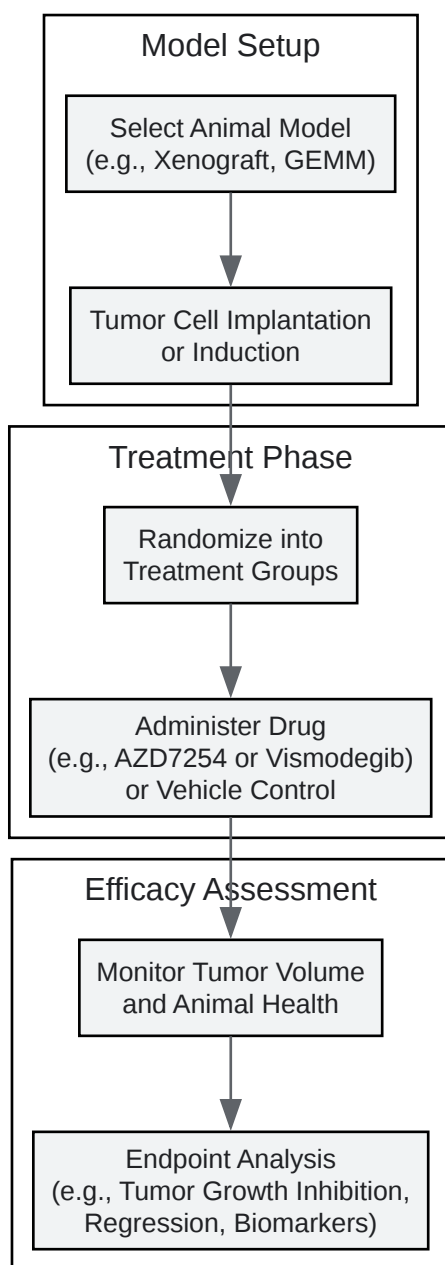 Model Setup
Select Animal Model
(e.g., Xenograft, GEMM)
Tumor Cell Implantation
or Induction
Treatment Phase
Randomize into
Treatment Groups
Administer Drug
(e.g., AZD7254 or Vismodegib)
or Vehicle Control
Efficacy Assessment
Monitor Tumor Volume
and Animal Health
Endpoint Analysis
(e.g., Tumor Growth Inhibition,
Regression, Biomarkers)